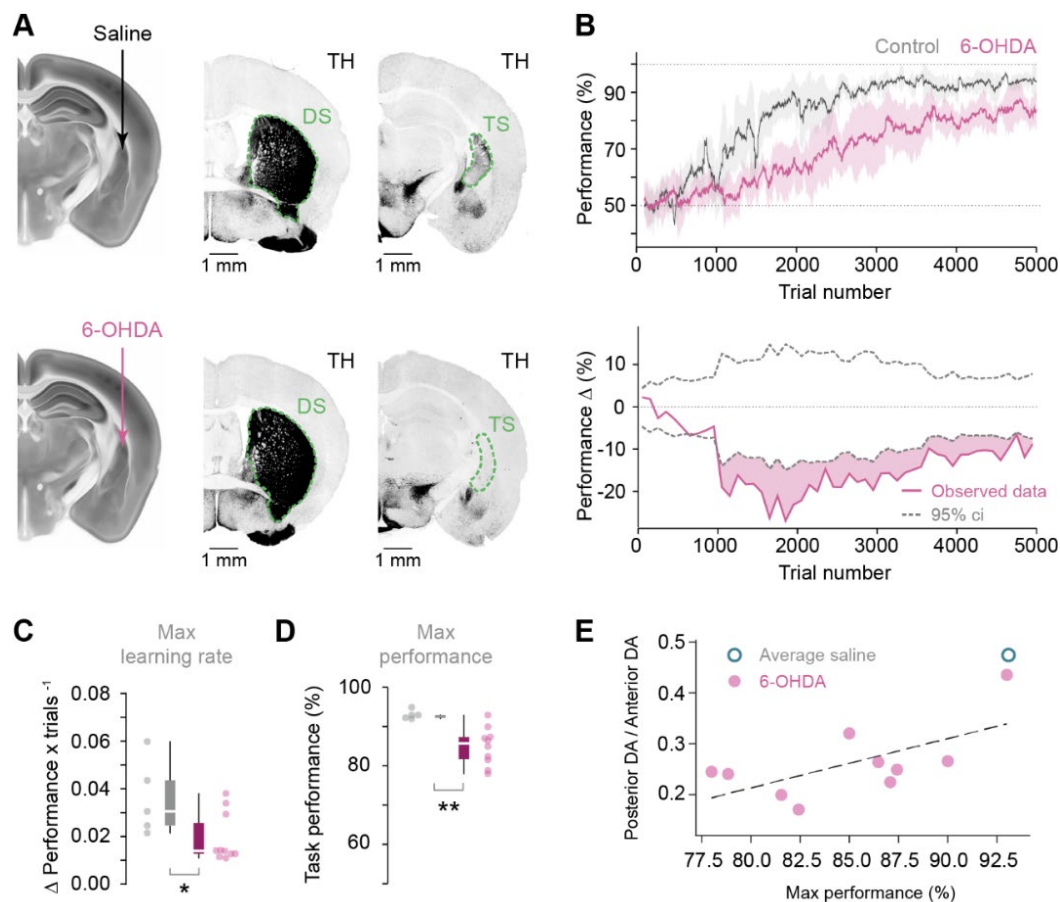 A
Saline
TH
TH
DS
TS
1 mm
1 mm
6-OHDA
TH
TH
DS
TS
1 mm
1 mm
B
Control 6-OHDA
Performance (%)
90
70
50
0 1000 2000 3000 4000 5000
Trial number
Performance Δ (%)
10
0
-10
-20
Observed data
95% ci
0 1000 2000 3000 4000 5000
Trial number
C
Max
learning rate
Δ Performance x trials⁻¹
0.08
0.06
0.04
0.02
0.00
*
D
Max
performance
Task performance (%)
100
90
80
70
60
50
**
E
Posterior DA / Anterior DA
0.5
0.4
0.3
0.2
Average saline
6-OHDA
77.5 80.0 82.5 85.0 87.5 90.0 92.5
Max performance (%)